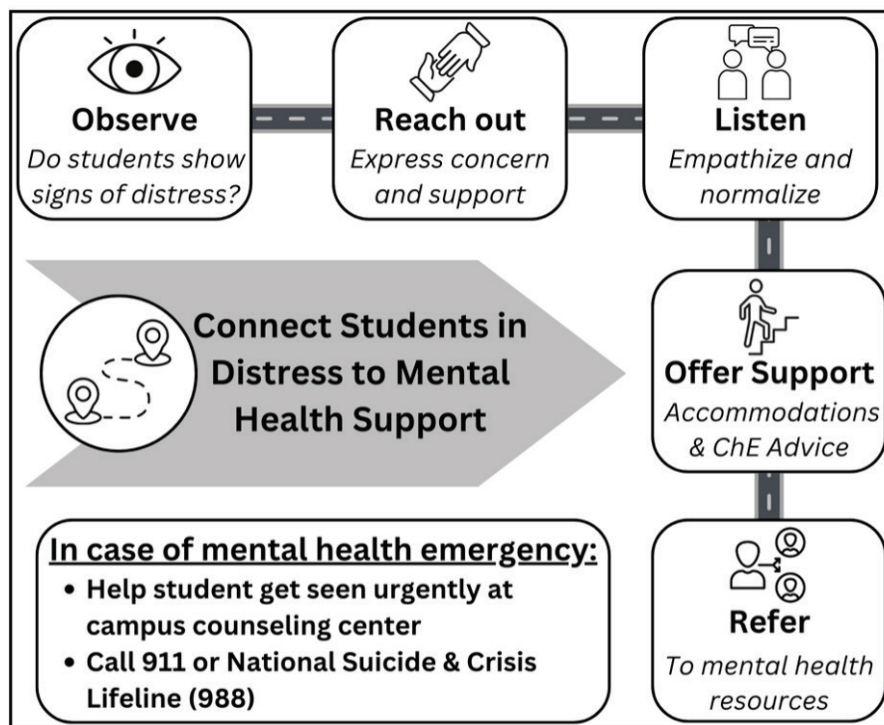 Observe
Do students show
signs of distress?
Reach out
Express concern
and support
Listen
Empathize and
normalize
Connect Students in
Distress to Mental
Health Support
Offer Support
Accommodations
& ChE Advice
In case of mental health emergency:
• Help student get seen urgently at
campus counseling center
• Call 911 or National Suicide & Crisis
Lifeline (988)
Refer
To mental health
resources